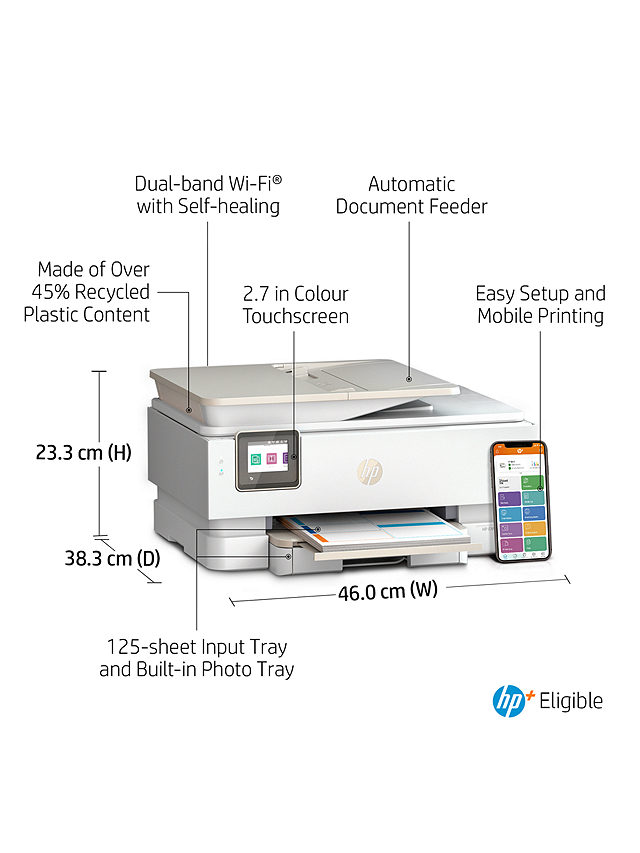 Dual-band Wi-Fi®
with Self-healing
Automatic
Document Feeder
Made of Over
45% Recycled
Plastic Content
2.7 in Colour
Touchscreen
Easy Setup and
Mobile Printing
23.3 cm (H)
hp
38.3 cm (D)
46.0 cm (W)
125-sheet Input Tray
and Built-in Photo Tray
hp+ Eligible